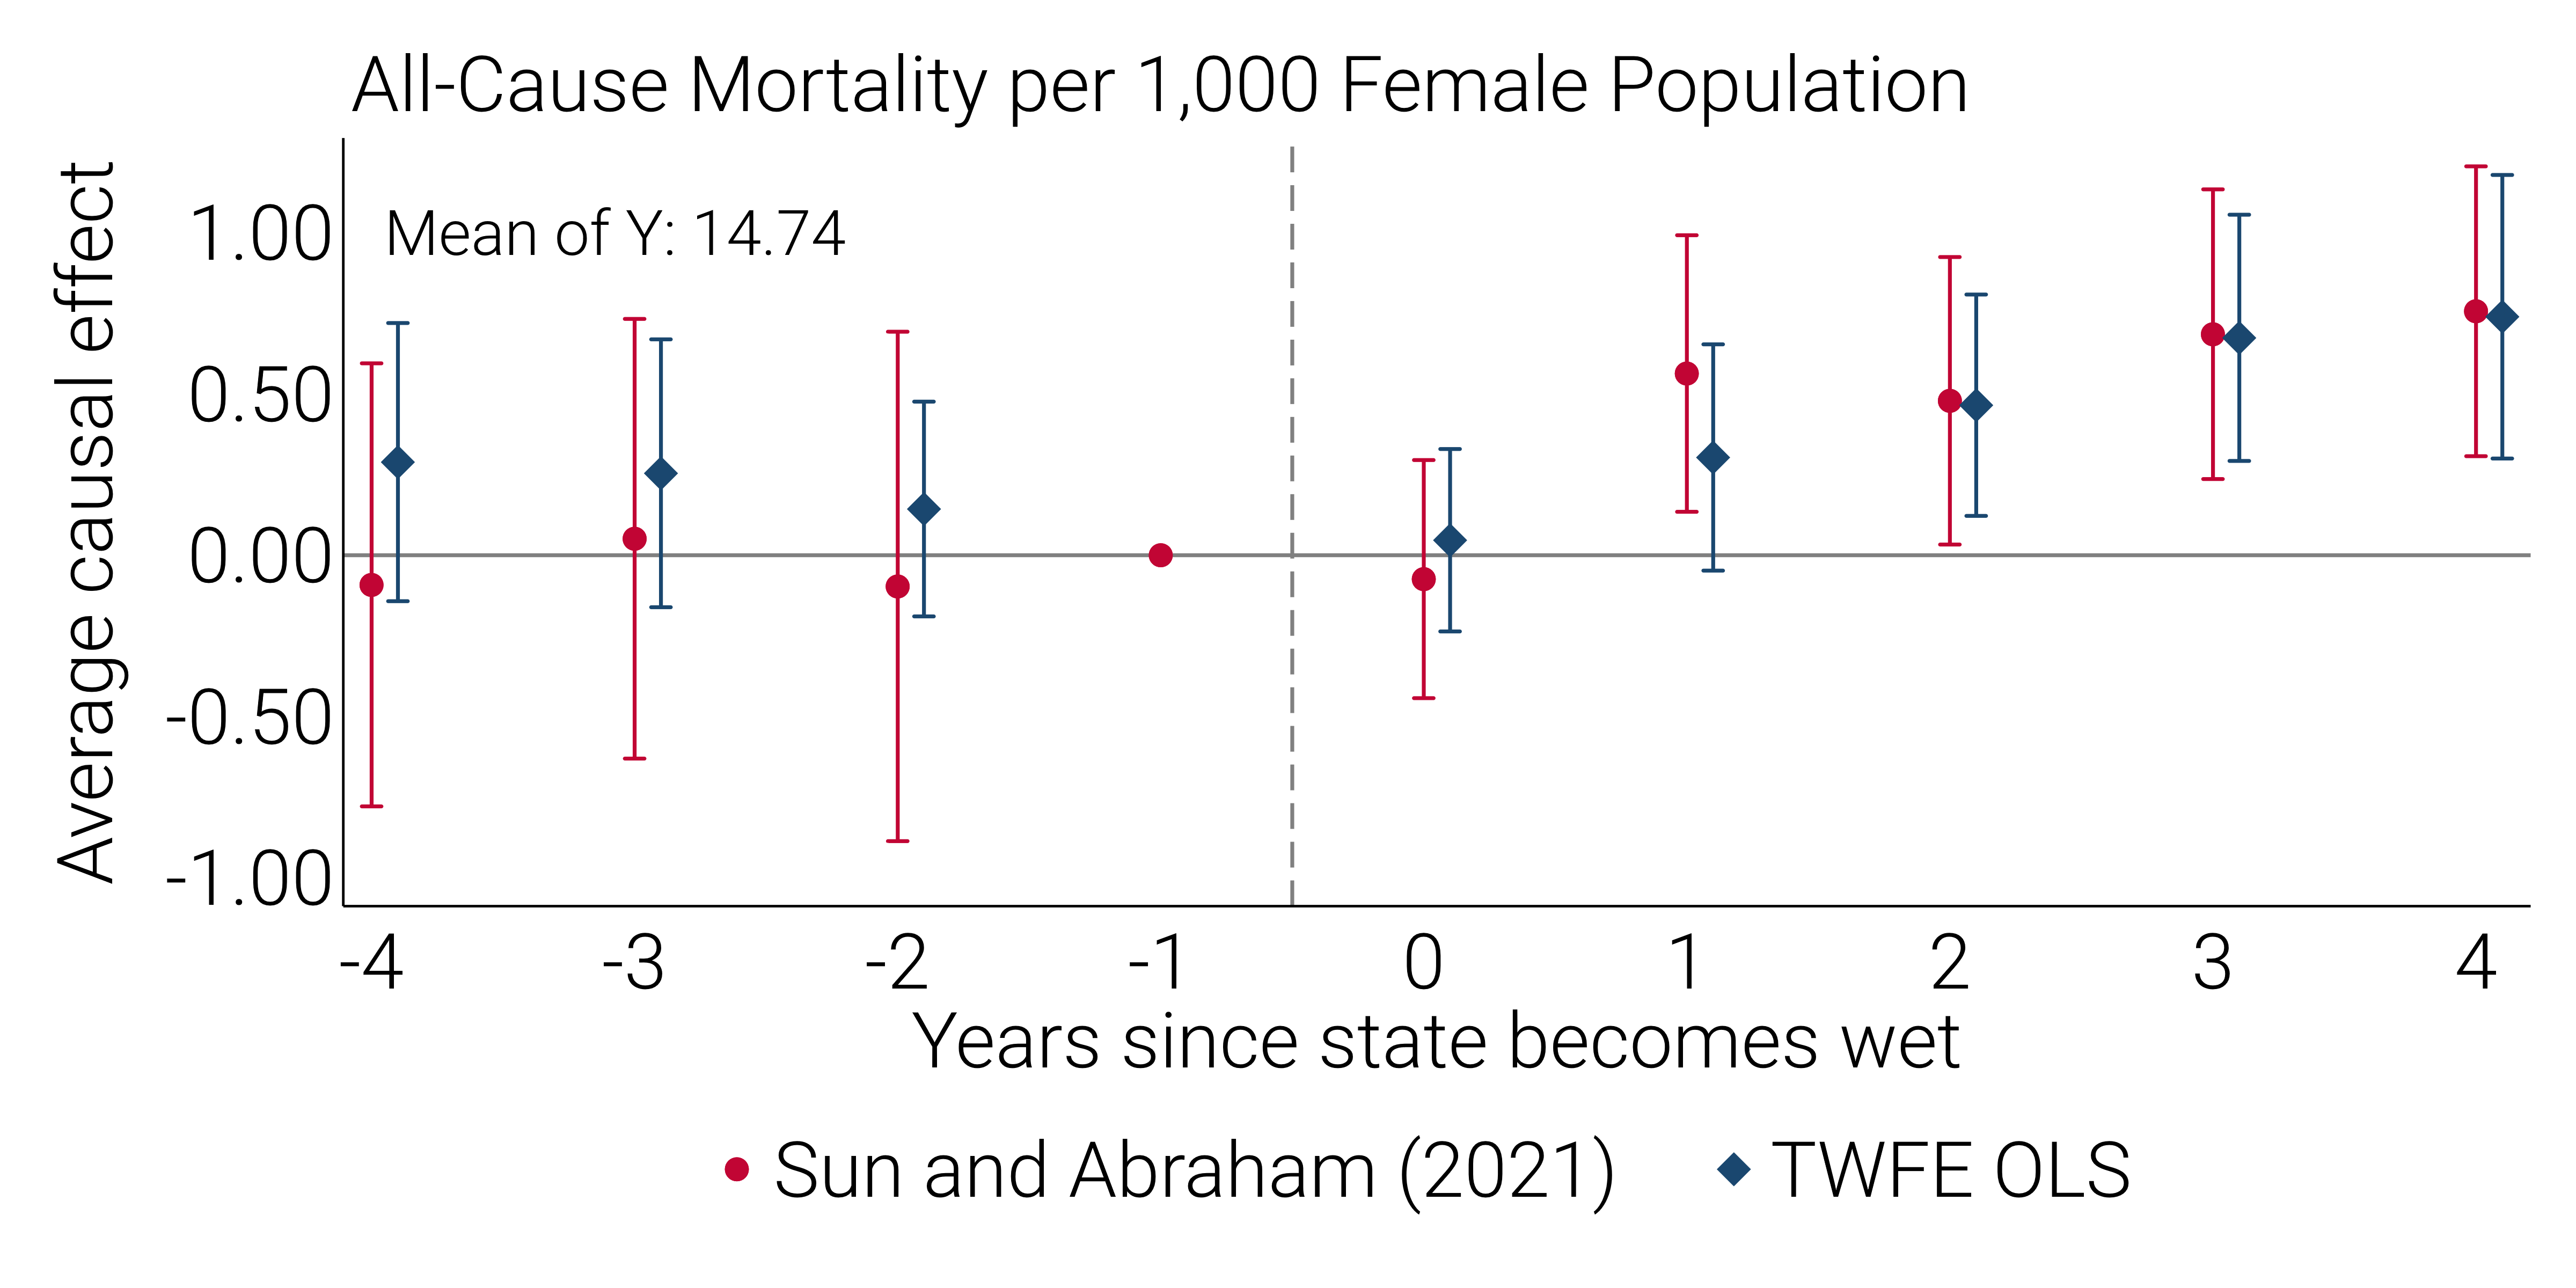 All-Cause Mortality per 1,000 Female Population
Average causal effect
Mean of Y: 14.74
1.00
0.50
0.00
-0.50
-1.00
-4 -3 -2 -1 0 1 2 3 4
Years since state becomes wet
Sun and Abraham (2021) TWFE OLS